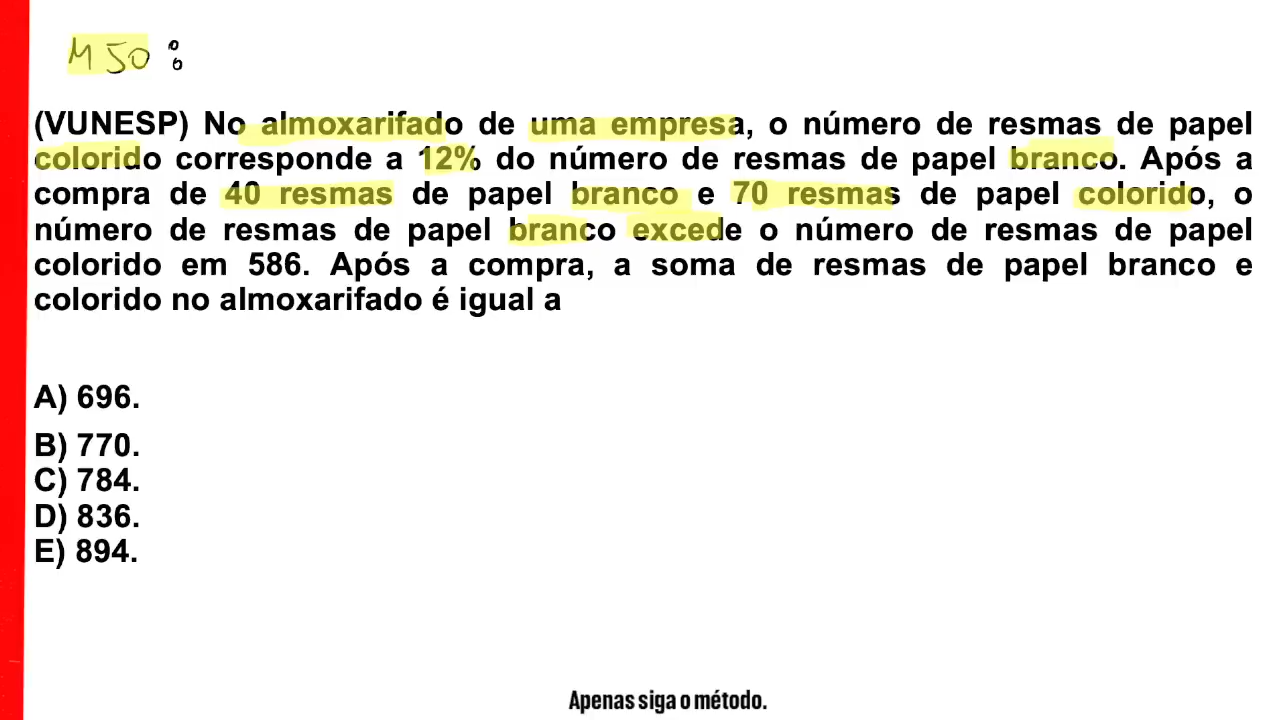 M50:
(VUNESP) No almoxarifado de uma empresa, o número de resmas de papel
colorido corresponde a 12% do número de resmas de papel branco. Após a
compra de 40 resmas de papel branco e 70 resmas de papel colorido, o
número de resmas de papel branco excede o número de resmas de papel
colorido em 586. Após a compra, a soma de resmas de papel branco e
colorido no almoxarifado é igual a
A) 696.
B) 770.
C) 784.
D) 836.
E) 894.
Apenas siga o método.